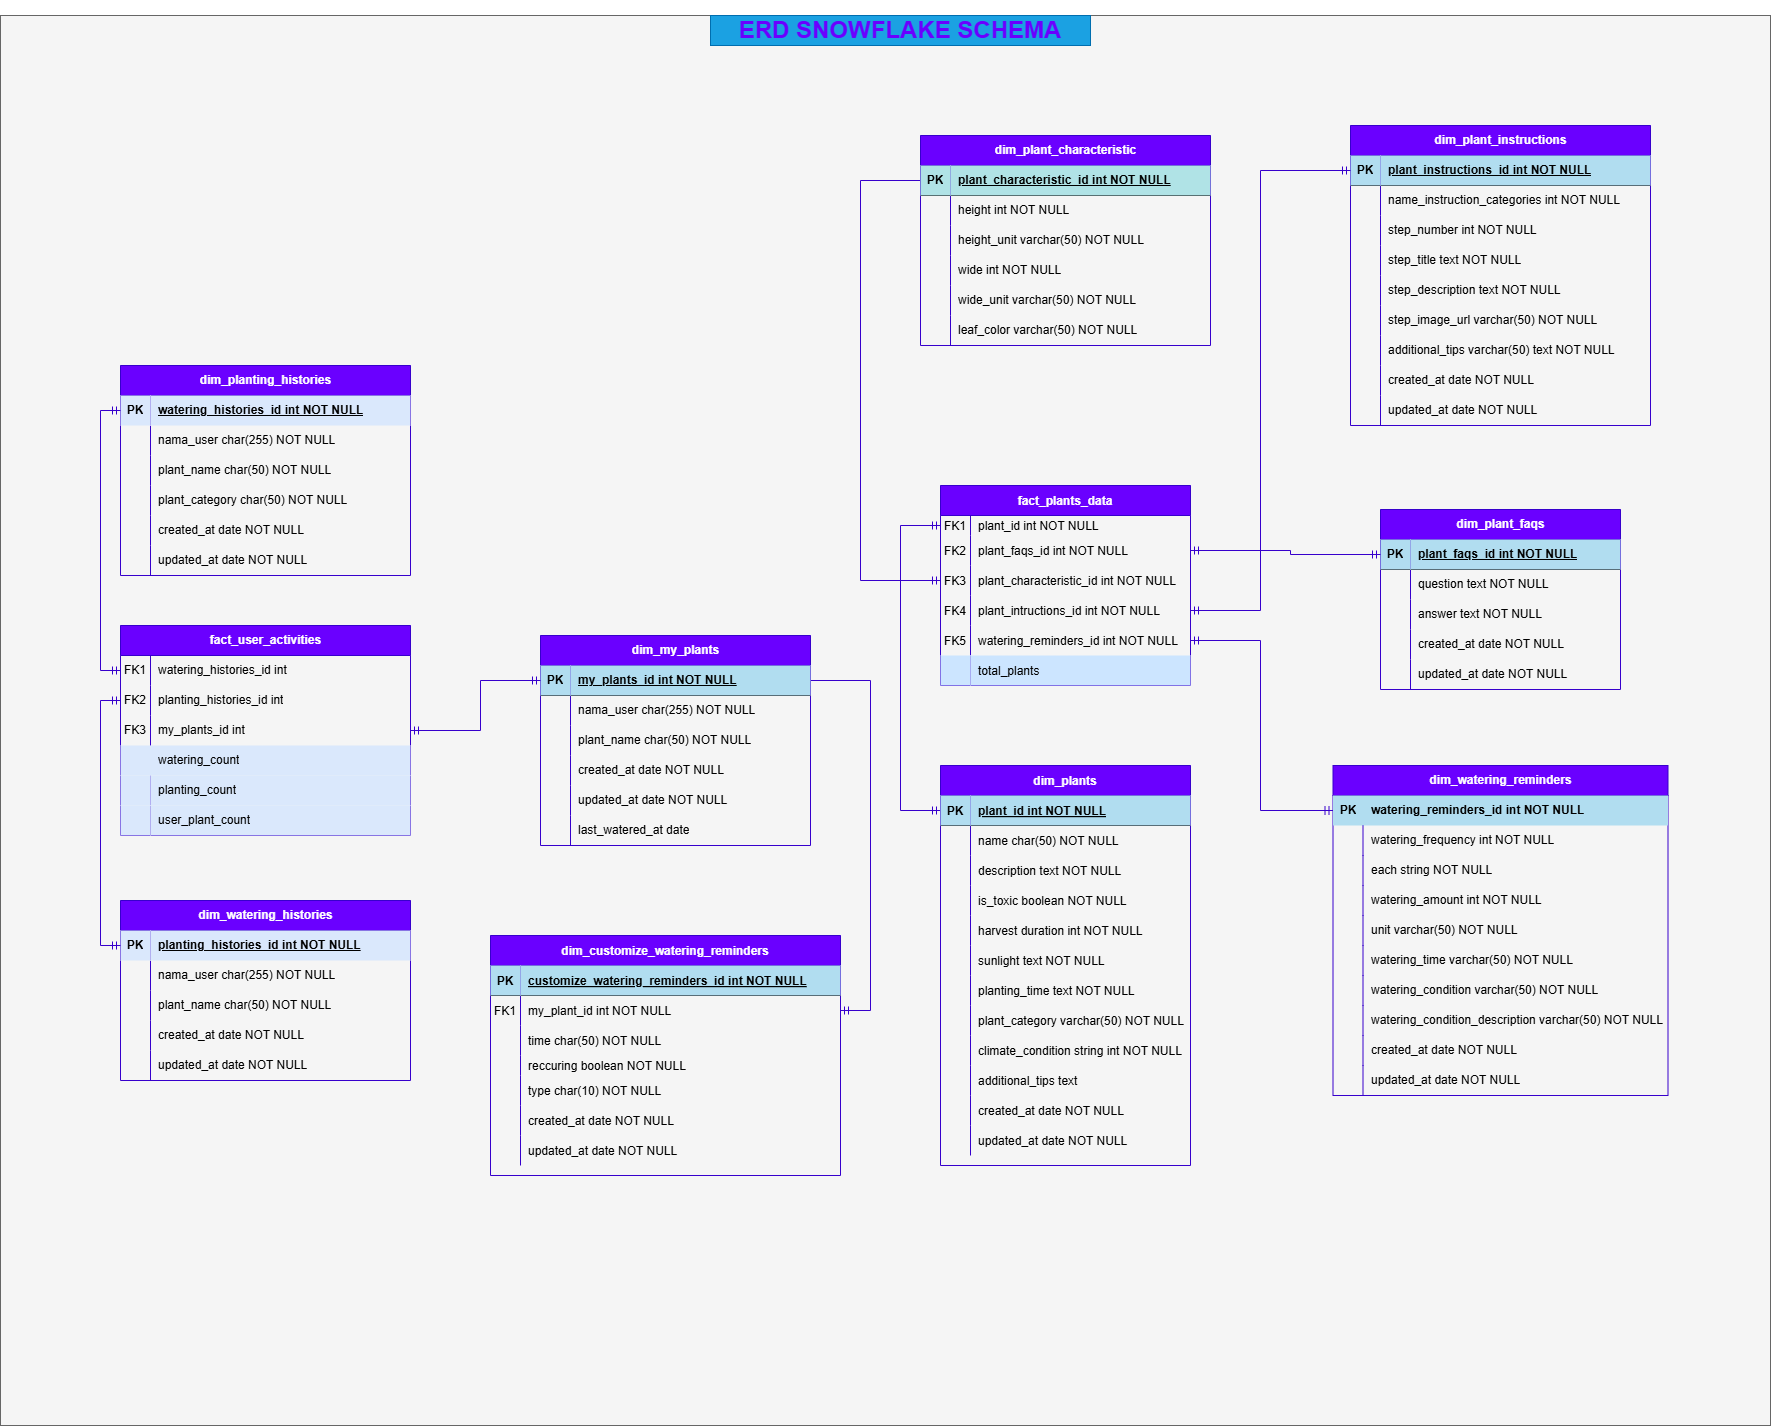 ERD SNOWFLAKE SCHEMA
dim_plant_characteristic
PK plant_characteristic_id int NOT NULL
height int NOT NULL
height_unit varchar(50) NOT NULL
wide int NOT NULL
wide_unit varchar(50) NOT NULL
leaf_color varchar(50) NOT NULL
dim_plant_instructions
PK plant_instructions_id int NOT NULL
name_instruction_categories int NOT NULL
step_number int NOT NULL
step_title text NOT NULL
step_description text NOT NULL
step_image_url varchar(50) NOT NULL
additional_tips varchar(50) text NOT NULL
created_at date NOT NULL
updated_at date NOT NULL
dim_planting_histories
PK watering_histories_id int NOT NULL
nama_user char(255) NOT NULL
plant_name char(50) NOT NULL
plant_category char(50) NOT NULL
created_at date NOT NULL
updated_at date NOT NULL
fact_plants_data
FK1 plant_id int NOT NULL
FK2 plant_faqs_id int NOT NULL
FK3 plant_characteristic_id int NOT NULL
FK4 plant_intructions_id int NOT NULL
FK5 watering_reminders_id int NOT NULL
total_plants
dim_plant_faqs
PK plant_faqs_id int NOT NULL
question text NOT NULL
answer text NOT NULL
created_at date NOT NULL
updated_at date NOT NULL
fact_user_activities
FK1 watering_histories_id int
FK2 planting_histories_id int
FK3 my_plants_id int
watering_count
planting_count
user_plant_count
dim_my_plants
PK my_plants_id int NOT NULL
nama_user char(255) NOT NULL
plant_name char(50) NOT NULL
created_at date NOT NULL
updated_at date NOT NULL
last_watered_at date
dim_plants
PK plant_id int NOT NULL
name char(50) NOT NULL
description text NOT NULL
is_toxic boolean NOT NULL
harvest duration int NOT NULL
sunlight text NOT NULL
planting_time text NOT NULL
plant_category varchar(50) NOT NULL
climate_condition string int NOT NULL
additional_tips text
created_at date NOT NULL
updated_at date NOT NULL
dim_watering_reminders
PK watering_reminders_id int NOT NULL
watering_frequency int NOT NULL
each string NOT NULL
watering_amount int NOT NULL
unit varchar(50) NOT NULL
watering_time varchar(50) NOT NULL
watering_condition varchar(50) NOT NULL
watering_condition_description varchar(50) NOT NULL
created_at date NOT NULL
updated_at date NOT NULL
dim_watering_histories
PK planting_histories_id int NOT NULL
nama_user char(255) NOT NULL
plant_name char(50) NOT NULL
created_at date NOT NULL
updated_at date NOT NULL
dim_customize_watering_reminders
PK customize_watering_reminders_id int NOT NULL
FK1 my_plant_id int NOT NULL
time char(50) NOT NULL
reccuring boolean NOT NULL
type char(10) NOT NULL
created_at date NOT NULL
updated_at date NOT NULL